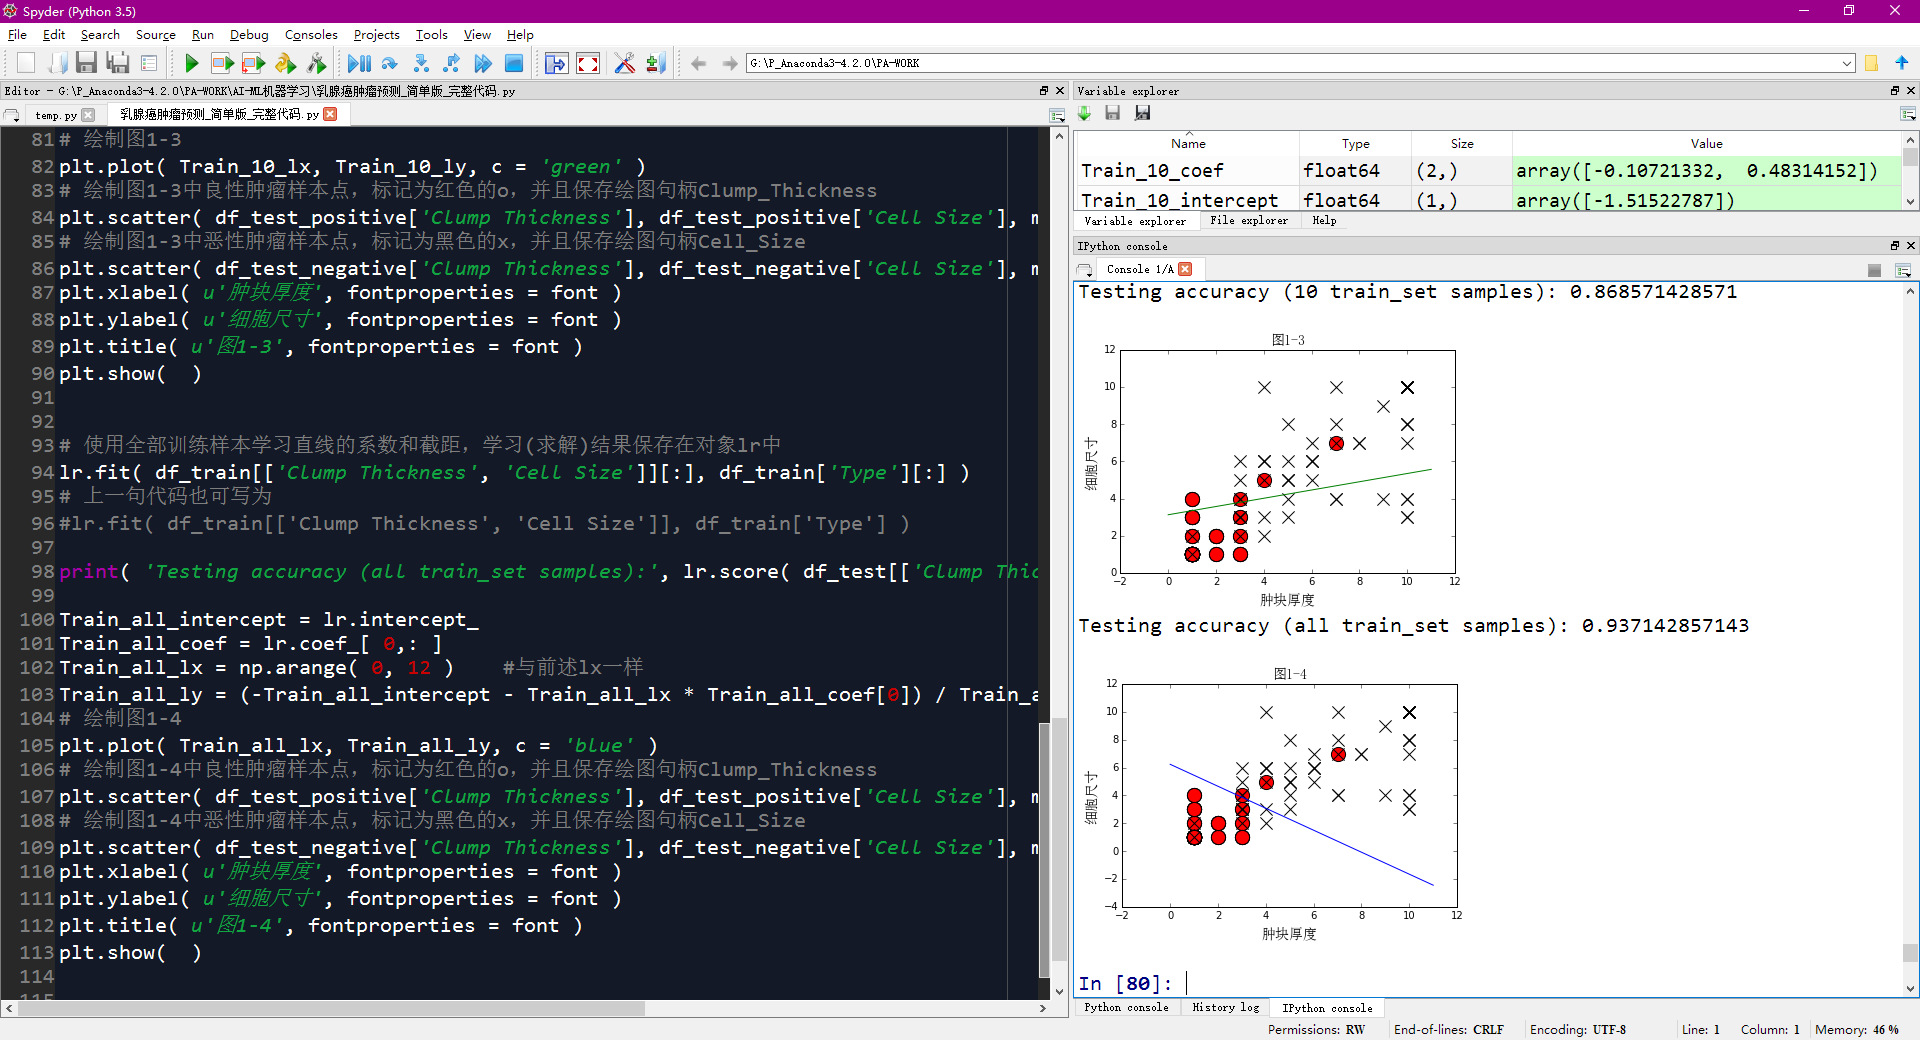 Spyder (Python 3.5)
File Edit Search Source Run Debug Consoles Projects Tools View Help
G:\P_Anaconda3-4.2.0\PA-WORK
Editor - G:\P_Anaconda3-4.2.0\PA-WORK\AI-ML机器学习\乳腺癌肿瘤预测_简单版_完整代码.py
temp.py 乳腺癌肿瘤预测_简单版_完整代码.py
81 # 绘制图1-3
82 plt.plot( Train_10_lx, Train_10_ly, c = 'green' )
83 # 绘制图1-3中良性肿瘤样本点，标记为红色的o，并且保存绘图句柄Clump_Thickness
84 plt.scatter( df_test_positive['Clump Thickness'], df_test_positive['Cell Size'], m
85 # 绘制图1-3中恶性肿瘤样本点，标记为黑色的x，并且保存绘图句柄Cell_Size
86 plt.scatter( df_test_negative['Clump Thickness'], df_test_negative['Cell Size'], m
87 plt.xlabel( u'肿块厚度', fontproperties = font )
88 plt.ylabel( u'细胞尺寸', fontproperties = font )
89 plt.title( u'图1-3', fontproperties = font )
90 plt.show(  )
91
92
93 # 使用全部训练样本学习直线的系数和截距，学习(求解)结果保存在对象lr中
94 lr.fit( df_train[['Clump Thickness', 'Cell Size']][:], df_train['Type'][:] )
95 # 上一句代码也可写为
96 #lr.fit( df_train[['Clump Thickness', 'Cell Size']], df_train['Type'] )
97
98 print( 'Testing accuracy (all train_set samples):', lr.score( df_test[['Clump Thic
99
100 Train_all_intercept = lr.intercept_
101 Train_all_coef = lr.coef_[ 0,: ]
102 Train_all_lx = np.arange( 0, 12 )    #与前述lx一样
103 Train_all_ly = (-Train_all_intercept - Train_all_lx * Train_all_coef[0]) / Train_a
104 # 绘制图1-4
105 plt.plot( Train_all_lx, Train_all_ly, c = 'blue' )
106 # 绘制图1-4中良性肿瘤样本点，标记为红色的o，并且保存绘图句柄Clump_Thickness
107 plt.scatter( df_test_positive['Clump Thickness'], df_test_positive['Cell Size'], m
108 # 绘制图1-4中恶性肿瘤样本点，标记为黑色的x，并且保存绘图句柄Cell_Size
109 plt.scatter( df_test_negative['Clump Thickness'], df_test_negative['Cell Size'], m
110 plt.xlabel( u'肿块厚度', fontproperties = font )
111 plt.ylabel( u'细胞尺寸', fontproperties = font )
112 plt.title( u'图1-4', fontproperties = font )
113 plt.show(  )
114
115
Variable explorer
Name Type Size Value
Train_10_coef float64 (2,) array([-0.10721332,  0.48314152])
Train_10_intercept float64 (1,) array([-1.51522787])
Variable explorer File explorer Help
IPython console
Console 1/A
Testing accuracy (10 train_set samples): 0.868571428571
图1-3
12
10
8
6
4
2
0
细胞尺寸
−2 0 2 4 6 8 10 12
肿块厚度
Testing accuracy (all train_set samples): 0.937142857143
图1-4
12
10
8
6
4
2
0
−2
−4
细胞尺寸
−2 0 2 4 6 8 10 12
肿块厚度
In [80]:
Python console History log IPython console
Permissions: RW End-of-lines: CRLF Encoding: UTF-8 Line: 1 Column: 1 Memory: 46 %